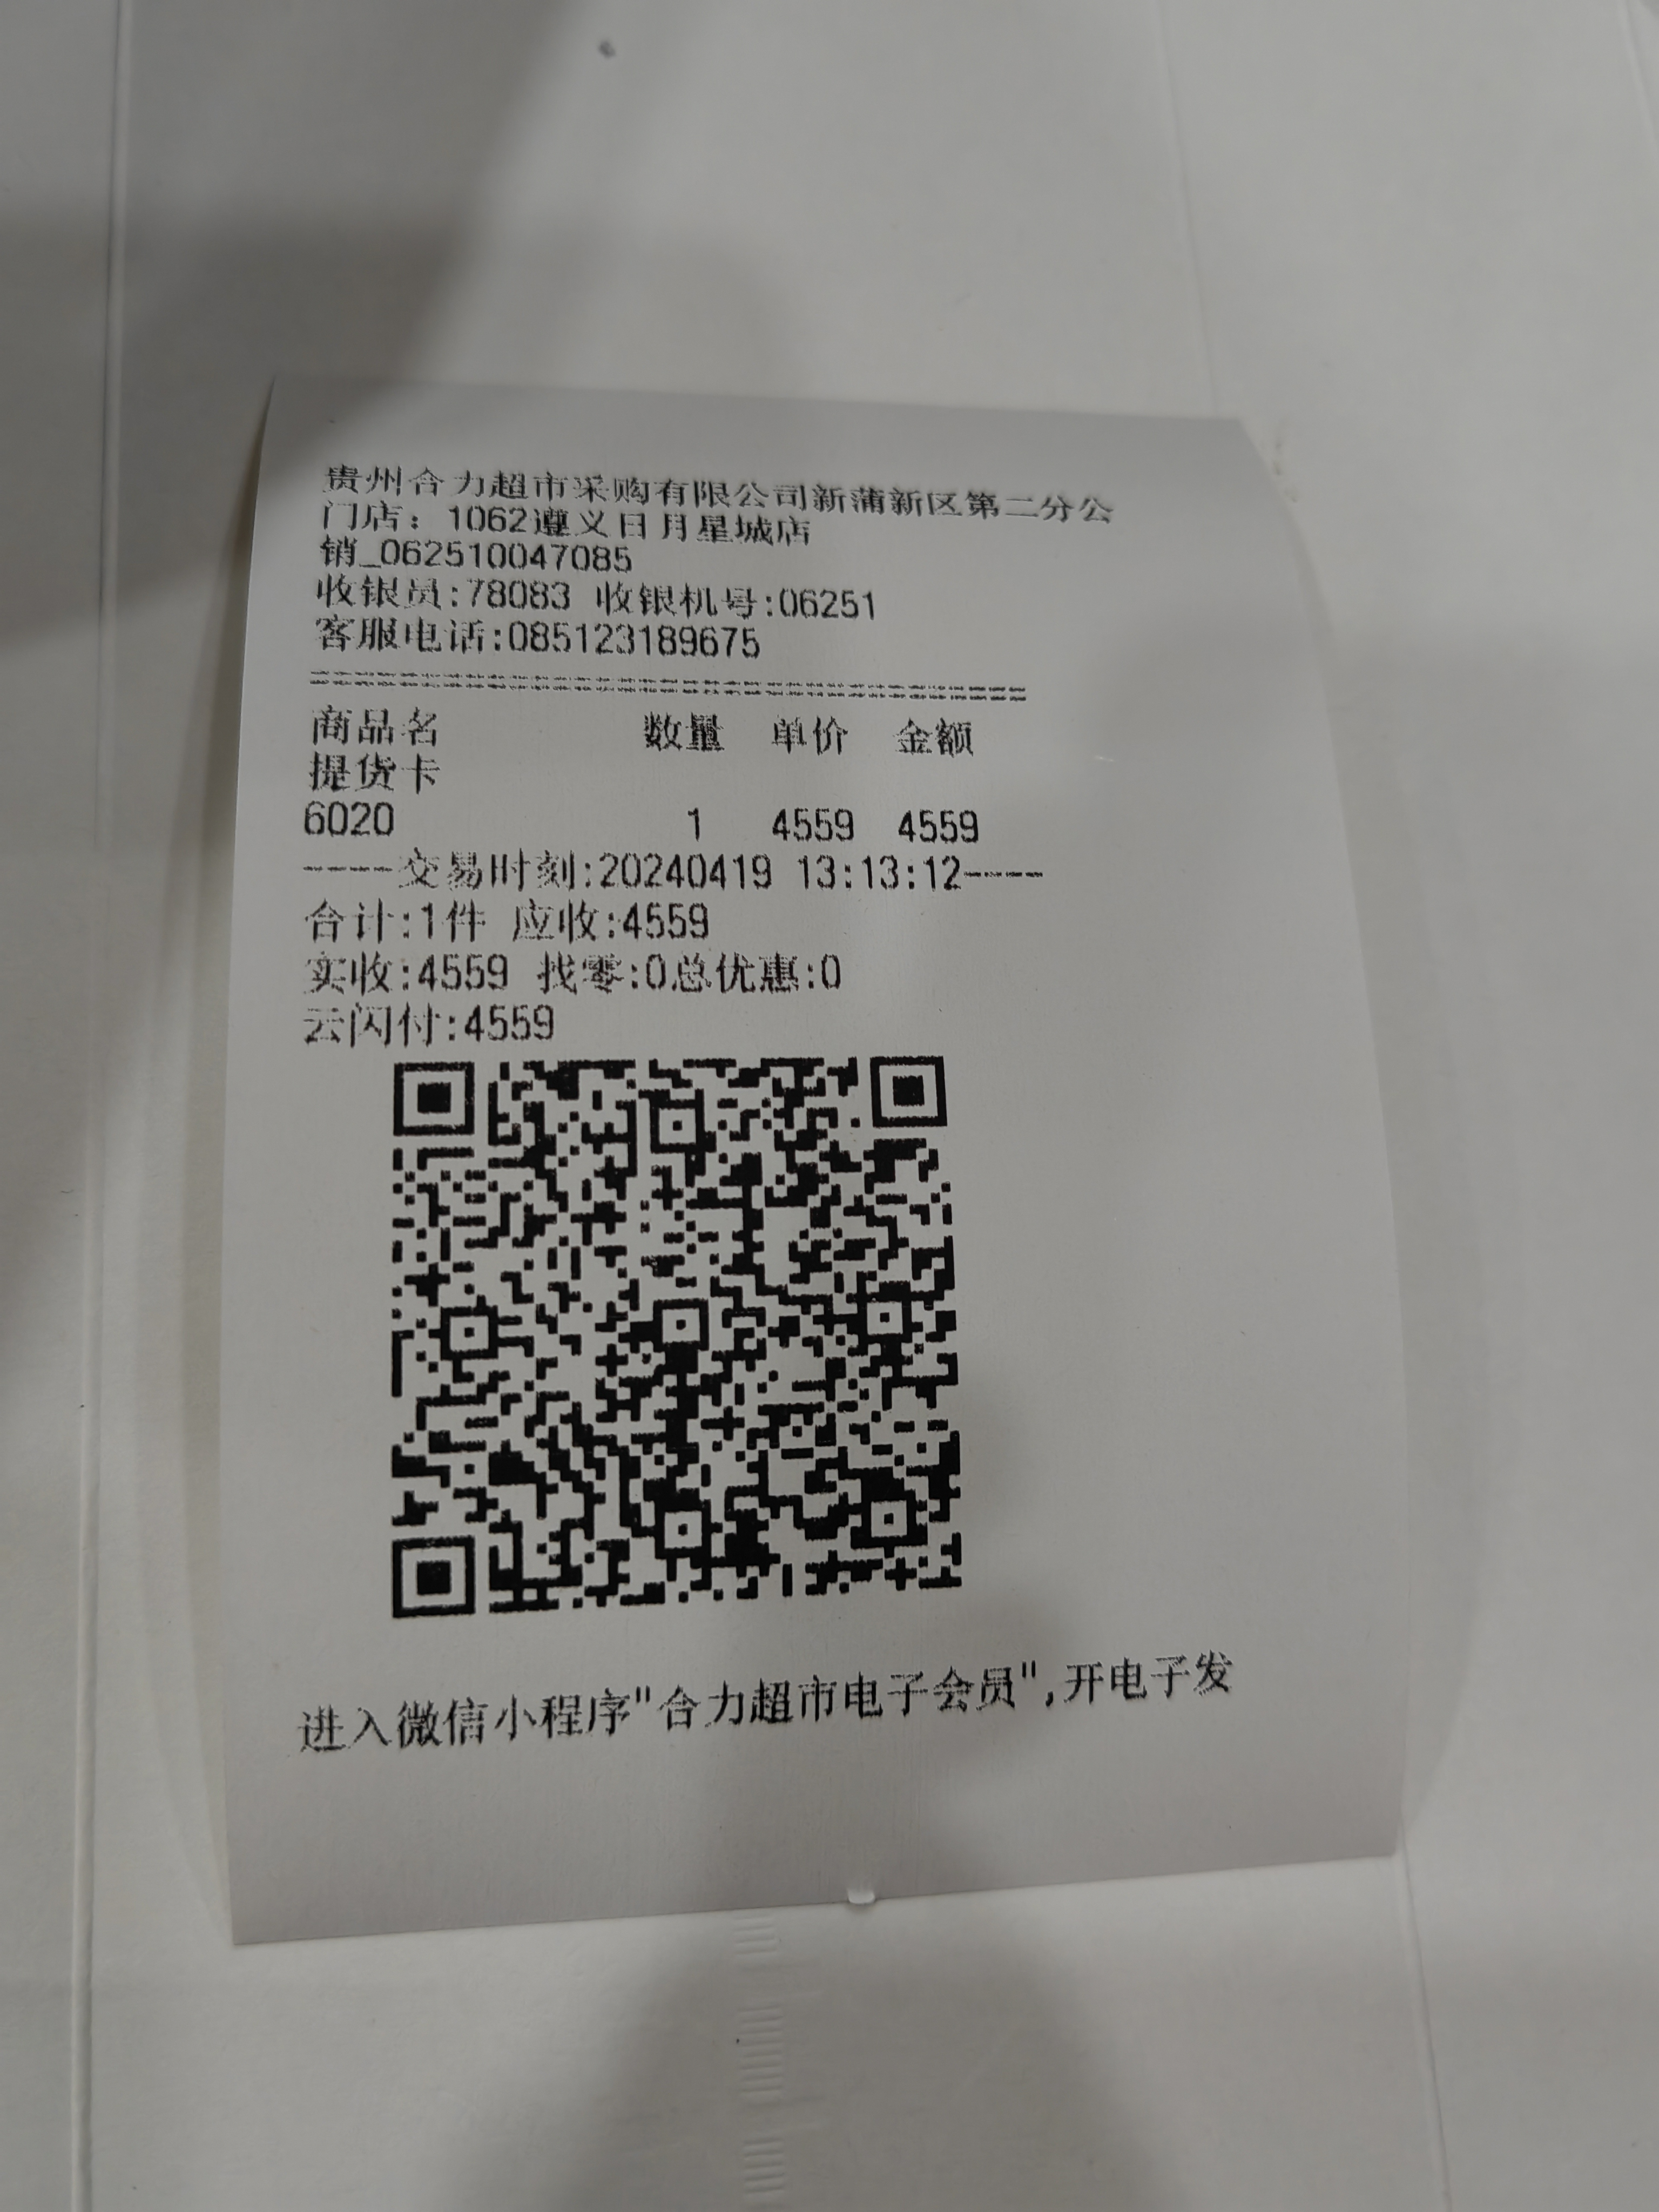 贵州合力超市采购有限公司新蒲新区第二分公
门店：1062遵义日月星城店
销_062510047085
收银员:78083 收银机号:06251
客服电话:085123189675
================================
商品名 数量 单价 金额
提货卡
6020 1 4559 4559
----交易时刻:20240419 13:13:12----
合计:1件 应收:4559
实收:4559 找零:0总优惠:0
云闪付:4559
进入微信小程序"合力超市电子会员",开电子发